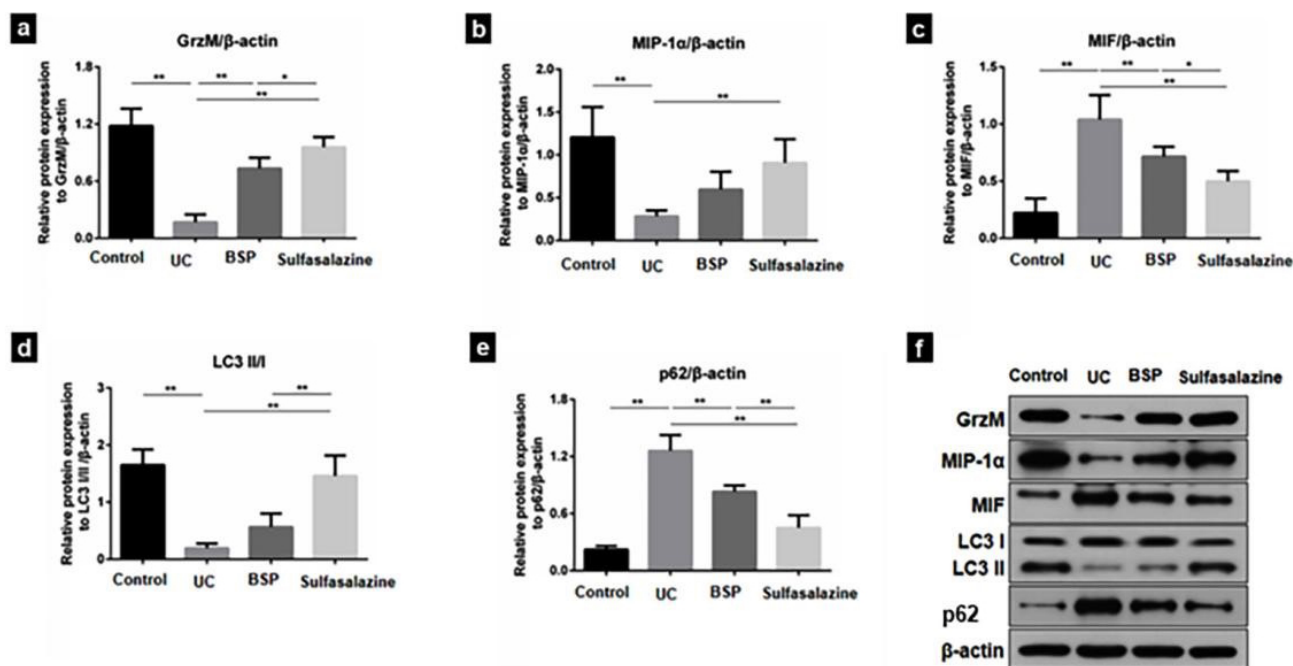 a
GrzM/β-actin
Relative protein expression
to GrzM/β-actin
1.8
1.2
0.6
0.0
** ** *
**
Control UC BSP Sulfasalazine
b
MIP-1α/β-actin
Relative protein expression
to MIP-1α/β-actin
2.0
1.5
1.0
0.5
0.0
** **
Control UC BSP Sulfasalazine
c
MIF/β-actin
Relative protein expression
to MIF/β-actin
1.5
1.0
0.5
0.0
** ** *
**
Control UC BSP Sulfasalazine
d
LC3 II/I
Relative protein expression
to LC3 I/II/β-actin
3
2
1
0
** **
**
Control UC BSP Sulfasalazine
e
p62/β-actin
Relative protein expression
to p62/β-actin
1.8
1.2
0.6
0.0
** ** **
**
Control UC BSP Sulfasalazine
f
Control UC BSP Sulfasalazine
GrzM
MIP-1α
MIF
LC3 I
LC3 II
p62
β-actin